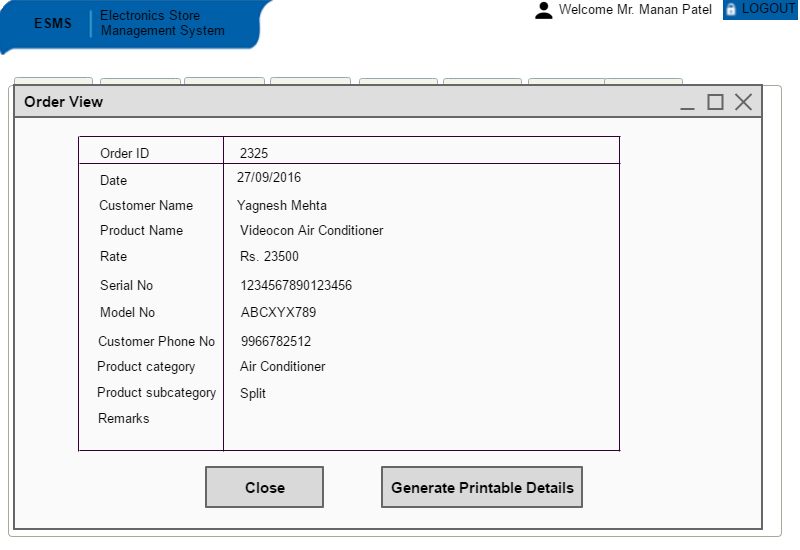 ESMS
Electronics Store
Management System
Welcome Mr. Manan Patel
LOGOUT
Order View
Order ID 2325
Date 27/09/2016
Customer Name Yagnesh Mehta
Product Name Videocon Air Conditioner
Rate Rs. 23500
Serial No 1234567890123456
Model No ABCXYX789
Customer Phone No 9966782512
Product category Air Conditioner
Product subcategory Split
Remarks
Close
Generate Printable Details